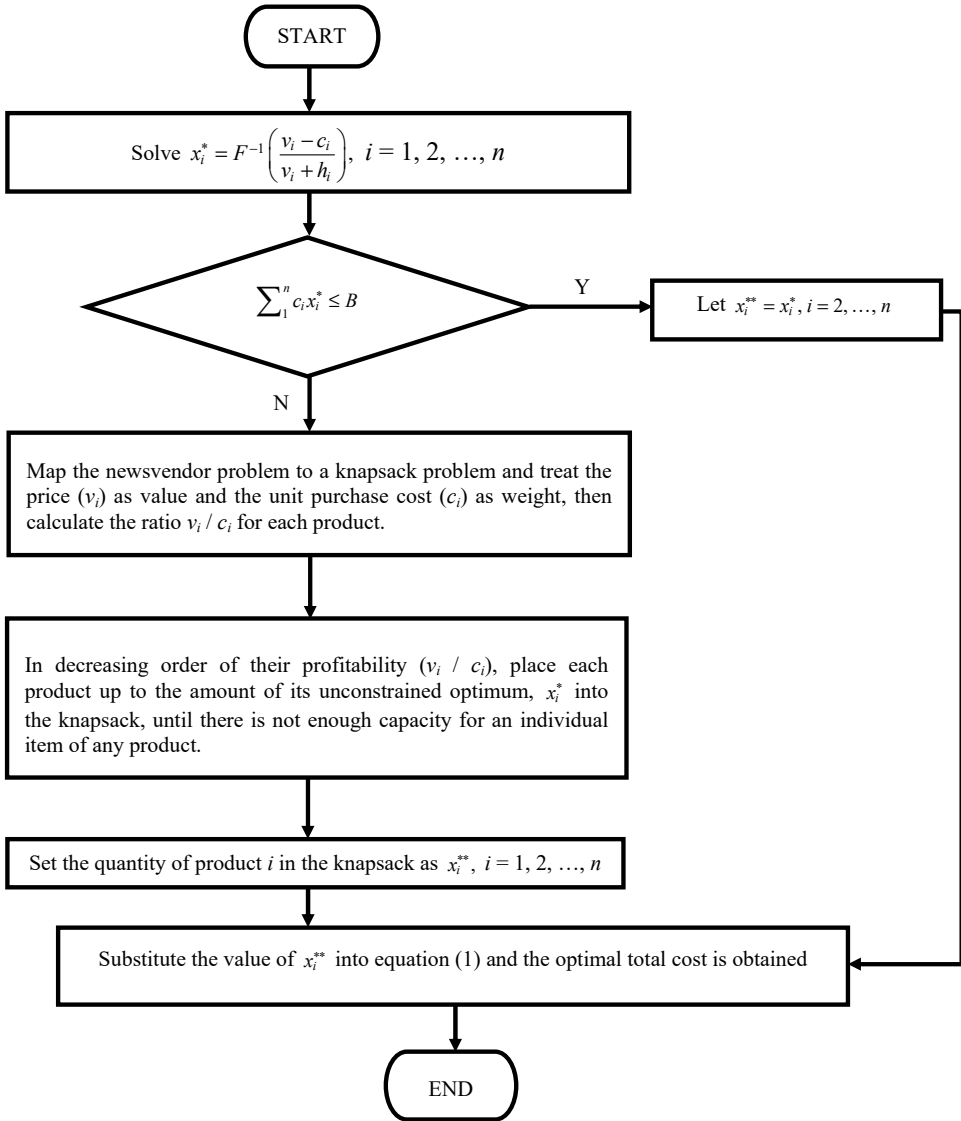 START
Solve x_i^* = F^{-1}((v_i − c_i)/(v_i + h_i)), i = 1, 2, …, n
∑_1^n c_i x_i^* ≤ B
Y
Let x_i^{**} = x_i^*, i = 2, …, n
N
Map the newsvendor problem to a knapsack problem and treat the
price (v_i) as value and the unit purchase cost (c_i) as weight, then
calculate the ratio v_i / c_i for each product.
In decreasing order of their profitability (v_i / c_i), place each
product up to the amount of its unconstrained optimum, x_i^* into
the knapsack, until there is not enough capacity for an individual
item of any product.
Set the quantity of product i in the knapsack as x_i^{**}, i = 1, 2, …, n
Substitute the value of x_i^{**} into equation (1) and the optimal total cost is obtained
END